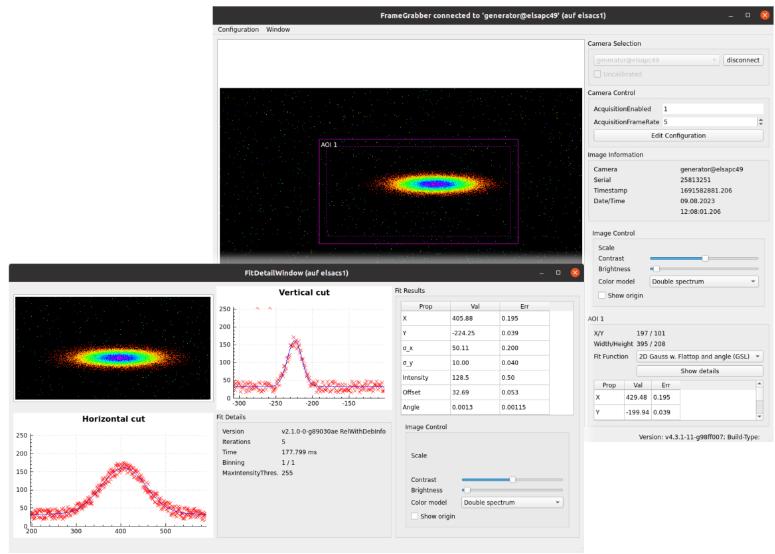 FrameGrabber connected to 'generator@elsapc49' (auf elsacs1)
Configuration Window
Camera Selection
generator@elsapc49 disconnect
Uncalibrated
Camera Control
AcquisitionEnabled 1
AcquisitionFrameRate 5
Edit Configuration
Image Information
Camera generator@elsapc49
Serial 25813251
Timestamp 1691582881.206
Date/Time 09.08.2023
12:08:01.206
Image Control
Scale
Contrast
Brightness
Color model Double spectrum
Show origin
AOI 1
X/Y 197 / 101
Width/Height 395 / 208
Fit Function 2D Gauss w. Flattop and angle (GSL)
Show details
Prop Val Err
X 429.48 0.195
Y -199.94 0.039
Version: v4.3.1-11-g98ff007; Build-Type:
AOI 1
FitDetailWindow (auf elsacs1)
Vertical cut
250
200
150
100
50
0
-300 -250 -200 -150
Horizontal cut
250
200
150
100
50
0
200 300 400 500
Fit Details
Version v2.1.0-0-g89030ae RelWithDebInfo
Iterations 5
Time 177.799 ms
Binning 1 / 1
MaxIntensityThres. 255
Fit Results
Prop Val Err
X 405.88 0.195
Y -224.25 0.039
σ_x 50.11 0.200
σ_y 10.00 0.040
Intensity 128.5 0.50
Offset 32.69 0.053
Angle 0.0013 0.00115
Image Control
Scale
Contrast
Brightness
Color model Double spectrum
Show origin